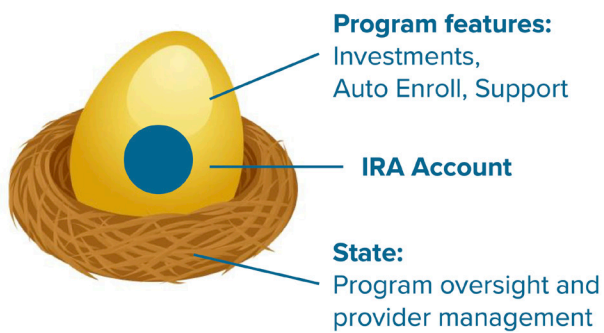 Program features:
Investments,
Auto Enroll, Support
IRA Account
State:
Program oversight and
provider management